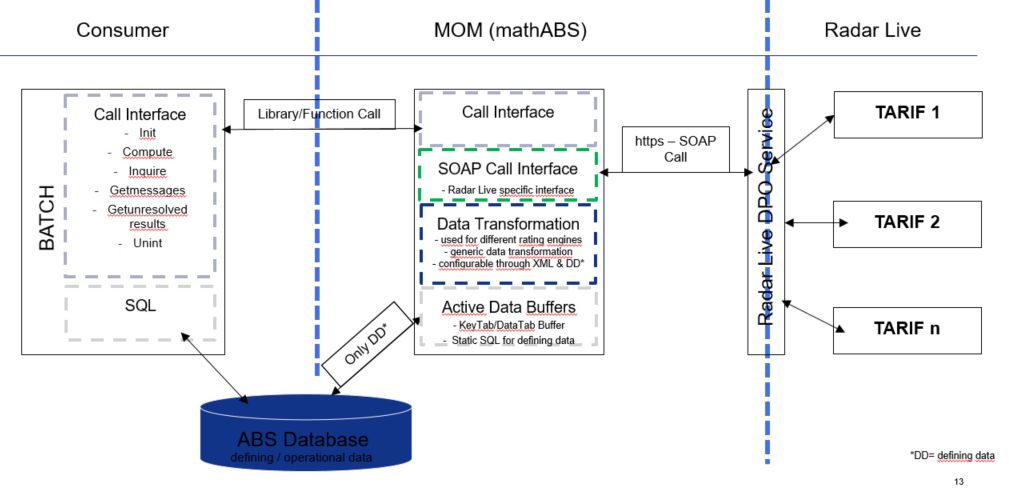 Consumer
MOM (mathABS)
Radar Live
BATCH
Call Interface
- Init
- Compute
- Inquire
- Getmessages
- Getunresolved
results
- Unint
SQL
Library/Function Call
Call Interface
SOAP Call Interface
- Radar Live specific interface
Data Transformation
- used for different rating engines
- generic data transformation
- configurable through XML & DD*
Active Data Buffers
- KeyTab/DataTab Buffer
- Static SQL for defining data
Only DD*
ABS Database
defining / operational data
https – SOAP
Call
Radar Live DPO Service
TARIF 1
TARIF 2
TARIF n
*DD= defining data
13